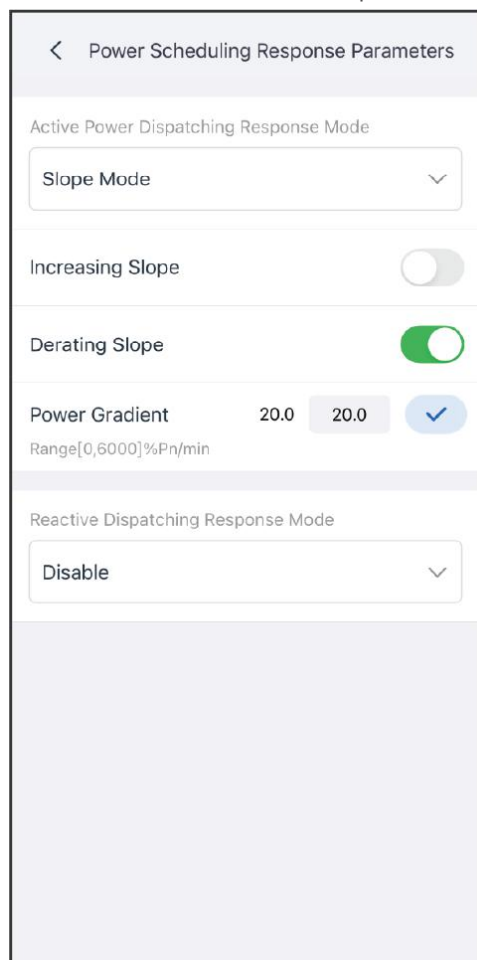 Power Scheduling Response Parameters
Active Power Dispatching Response Mode
Slope Mode
Increasing Slope
Derating Slope
Power Gradient 20.0 20.0
Range[0,6000]%Pn/min
Reactive Dispatching Response Mode
Disable